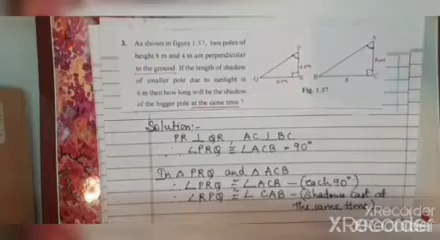 3. As shown in figure 1.57, two poles of
height 8 m and 4 m are perpendicular
to the ground. If the length of shadow
of smaller pole due to sunlight is
6 m then how long will be the shadow
of the bigger pole at the same time ?
Q R B C
Fig. 1.57
Solution:-
PR ⊥ QR, AC ⊥ BC
∴ ∠PRQ ≅ ∠ACB = 90°
In △PRQ and △ACB
∴ ∠PRQ ≅ ∠ACB - (each 90°)
∴ ∠RPQ ≅ ∠CAB - (Shadows cast at
the same time)
XRecorder